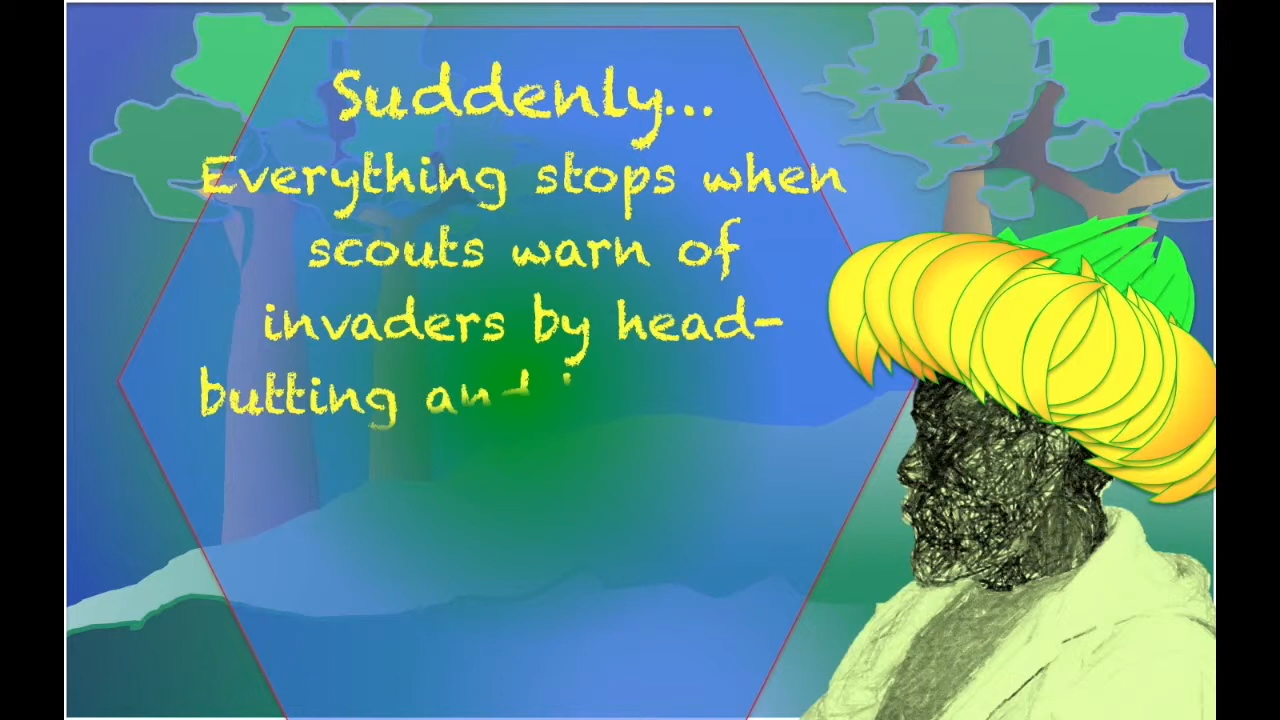 Suddenly...
Everything stops when
scouts warn of
invaders by head-
butting and